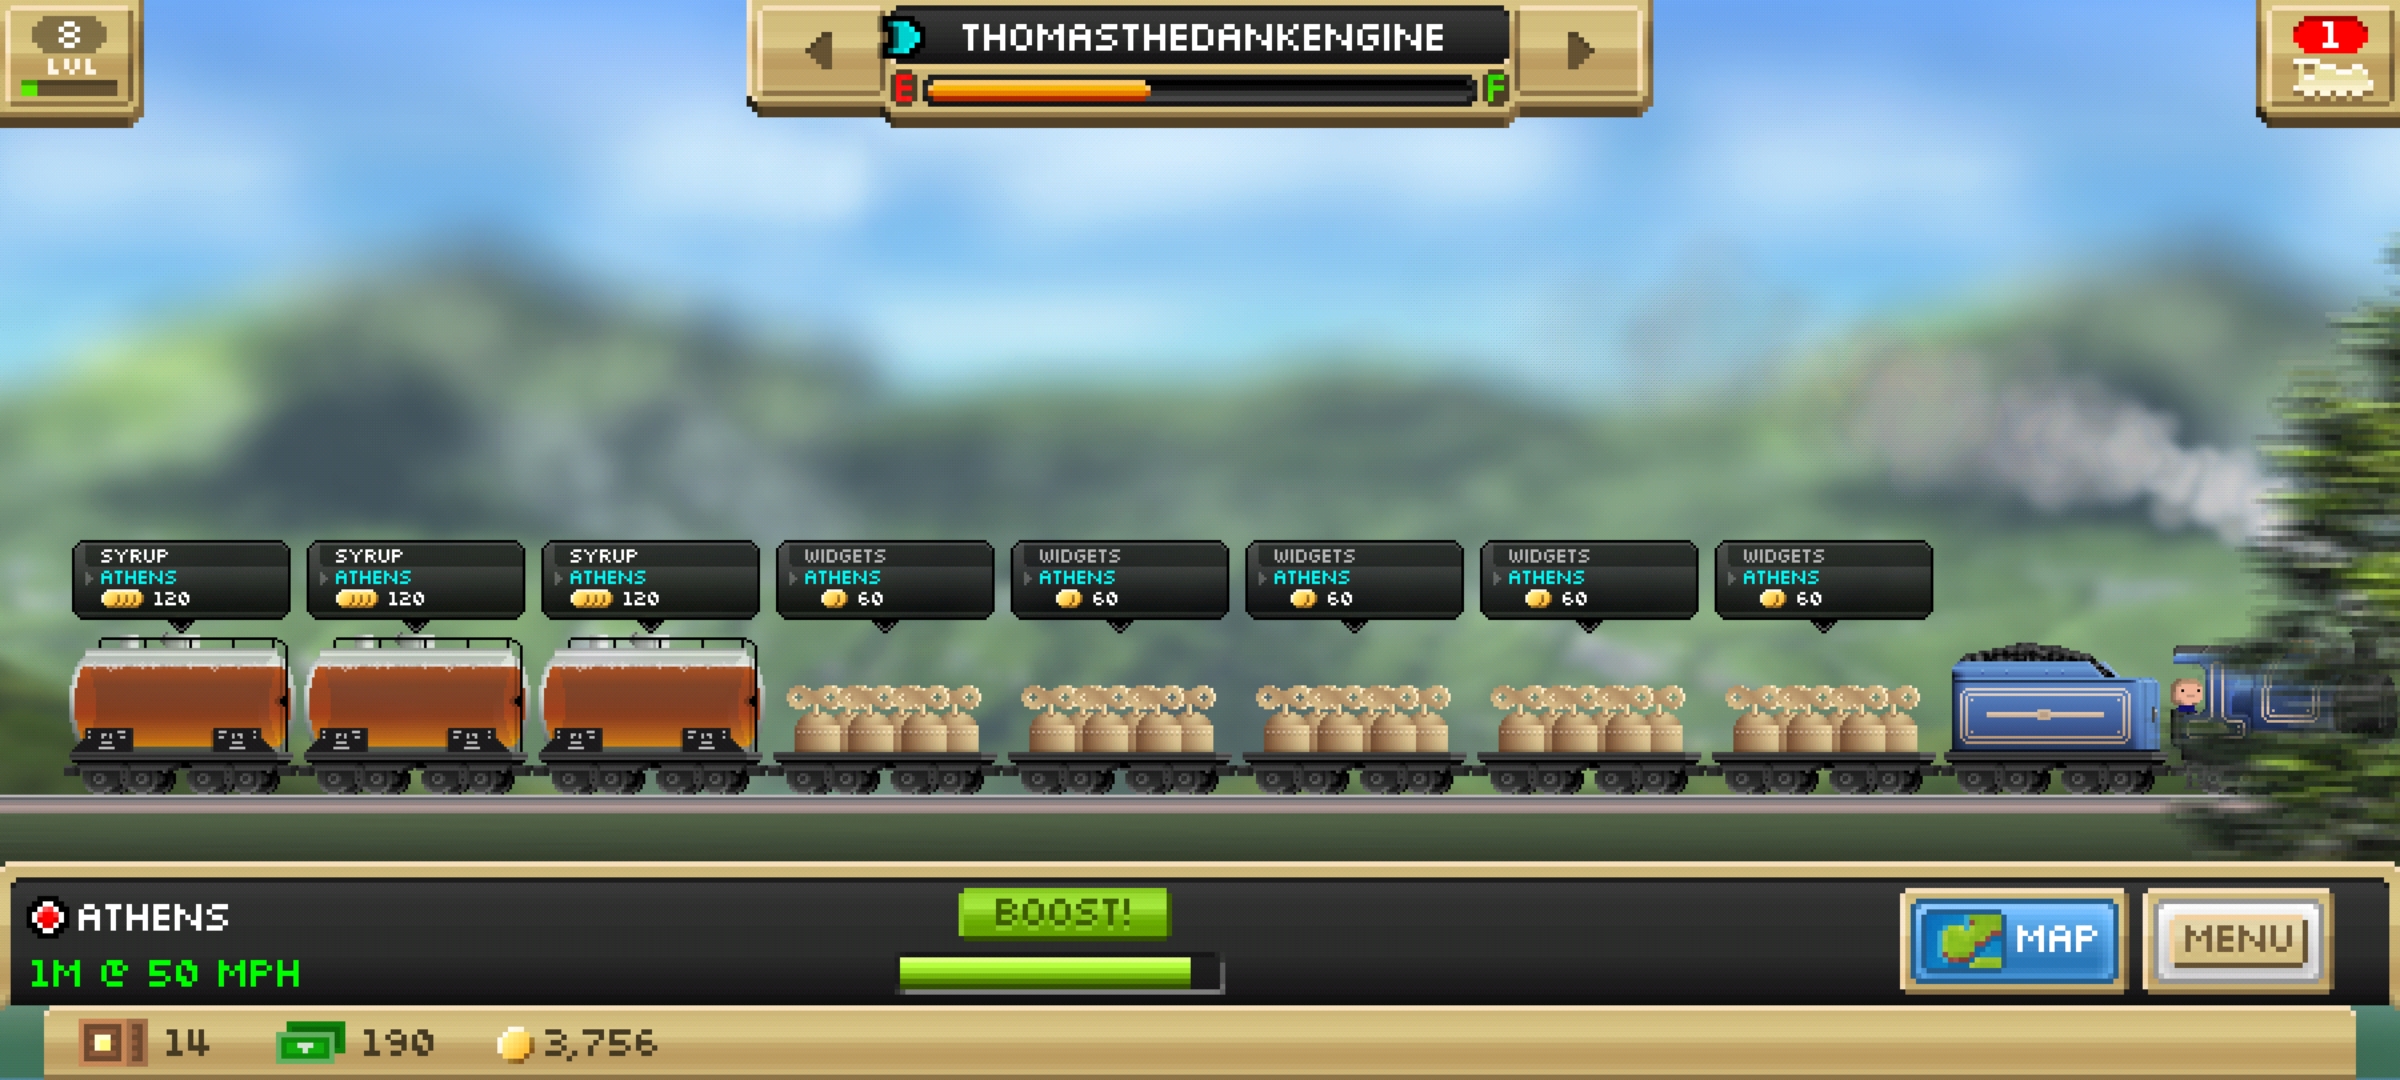 8
LVL
THOMASTHEDANKENGINE
E F
1
SYRUP
ATHENS
120
SYRUP
ATHENS
120
SYRUP
ATHENS
120
WIDGETS
ATHENS
60
WIDGETS
ATHENS
60
WIDGETS
ATHENS
60
WIDGETS
ATHENS
60
WIDGETS
ATHENS
60
ATHENS
1M @ 50 MPH
BOOST!
MAP
MENU
14
190
3,756